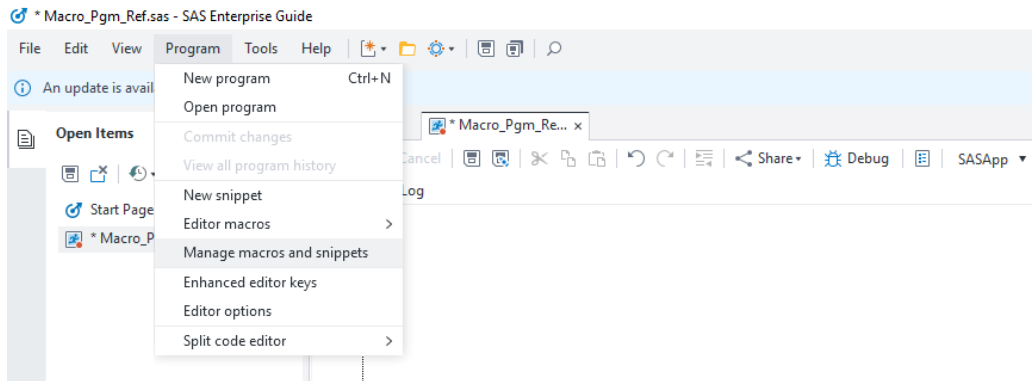 * Macro_Pgm_Ref.sas - SAS Enterprise Guide
File Edit View Program Tools Help
An update is avail
New program Ctrl+N
Open program
Commit changes
View all program history
New snippet
Editor macros
Manage macros and snippets
Enhanced editor keys
Editor options
Split code editor
Open Items
Start Page
* Macro_P
* Macro_Pgm_Re...
Cancel Share Debug SASApp
Log